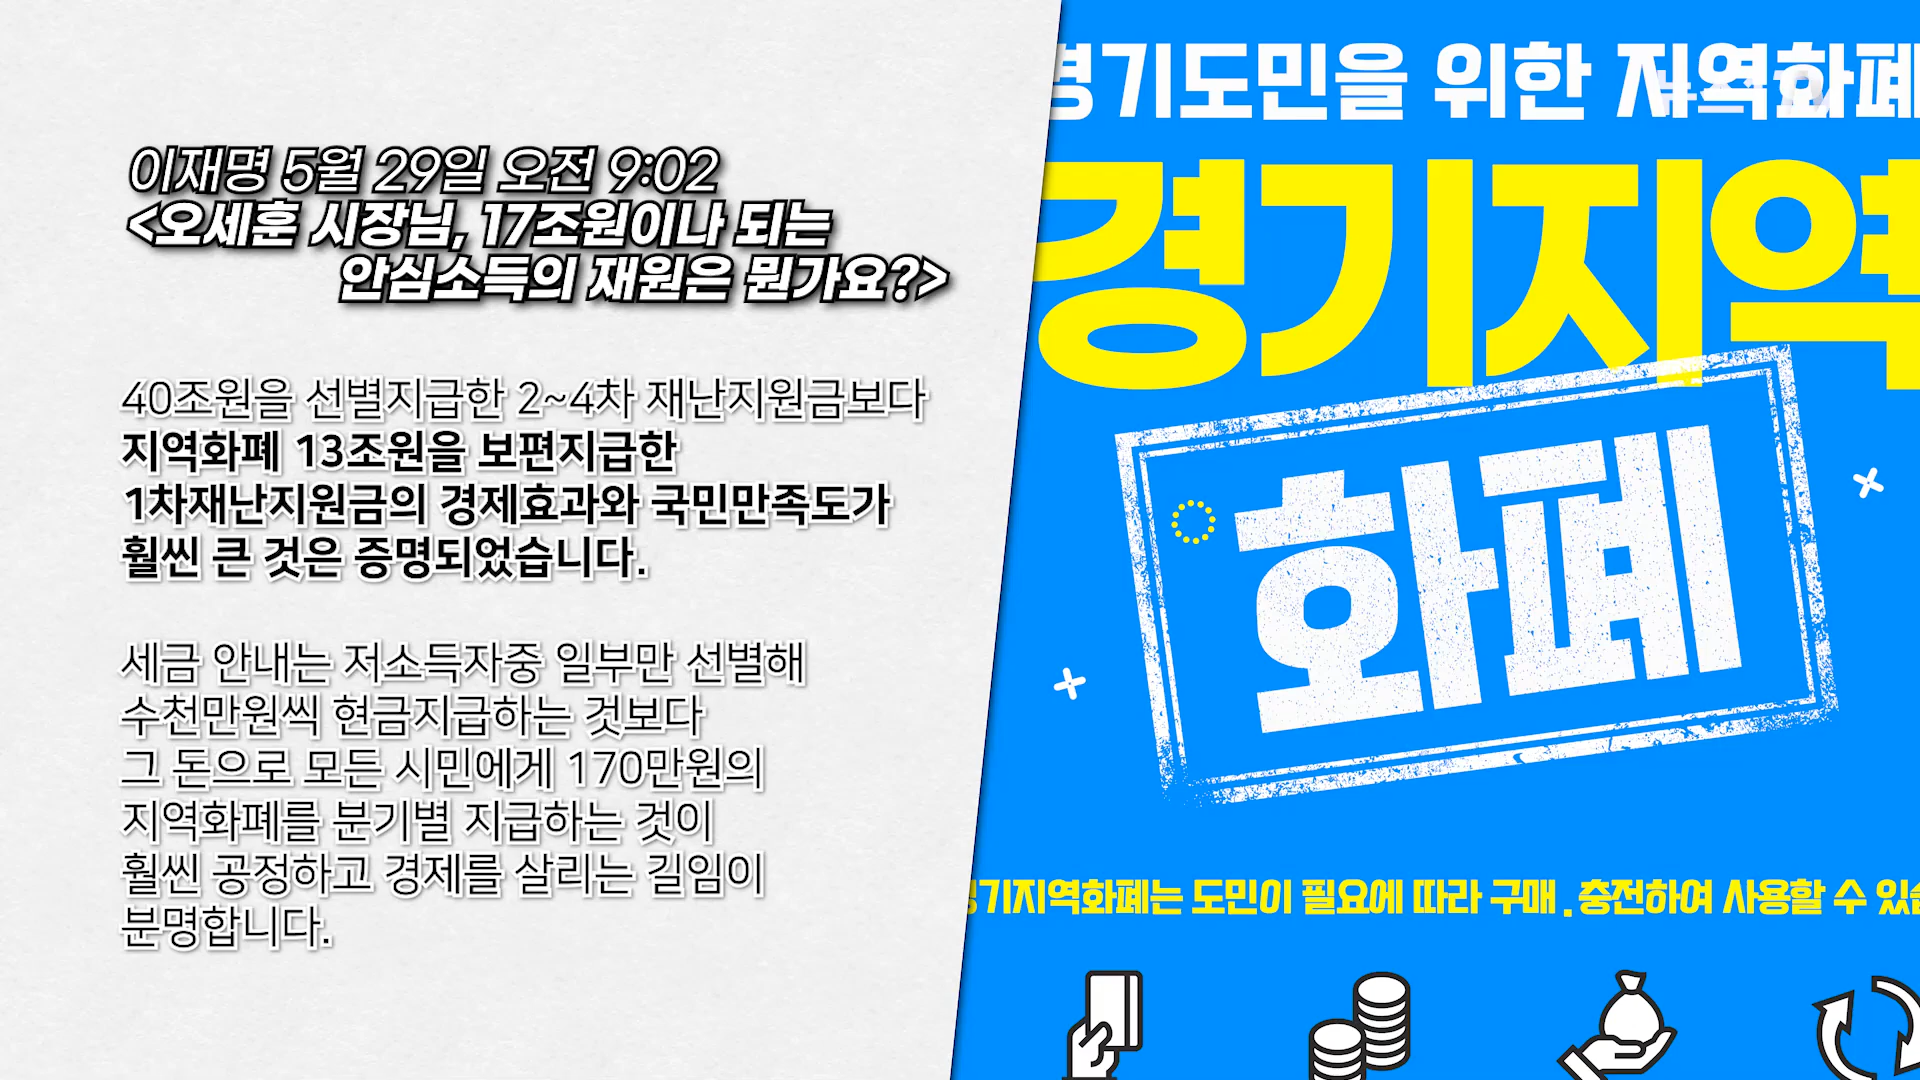 이재명 5월 29일 오전 9:02
<오세훈 시장님, 17조원이나 되는
안심소득의 재원은 뭔가요?>
40조원을 선별지급한 2~4차 재난지원금보다
지역화폐 13조원을 보편지급한
1차재난지원금의 경제효과와 국민만족도가
훨씬 큰 것은 증명되었습니다.
세금 안내는 저소득자중 일부만 선별해
수천만원씩 현금지급하는 것보다
그 돈으로 모든 시민에게 170만원의
지역화폐를 분기별 지급하는 것이
훨씬 공정하고 경제를 살리는 길임이
분명합니다.
경기도민을 위한 지역화폐
경기지역
화폐
경기지역화폐는 도민이 필요에 따라 구매.충전하여 사용할 수 있습